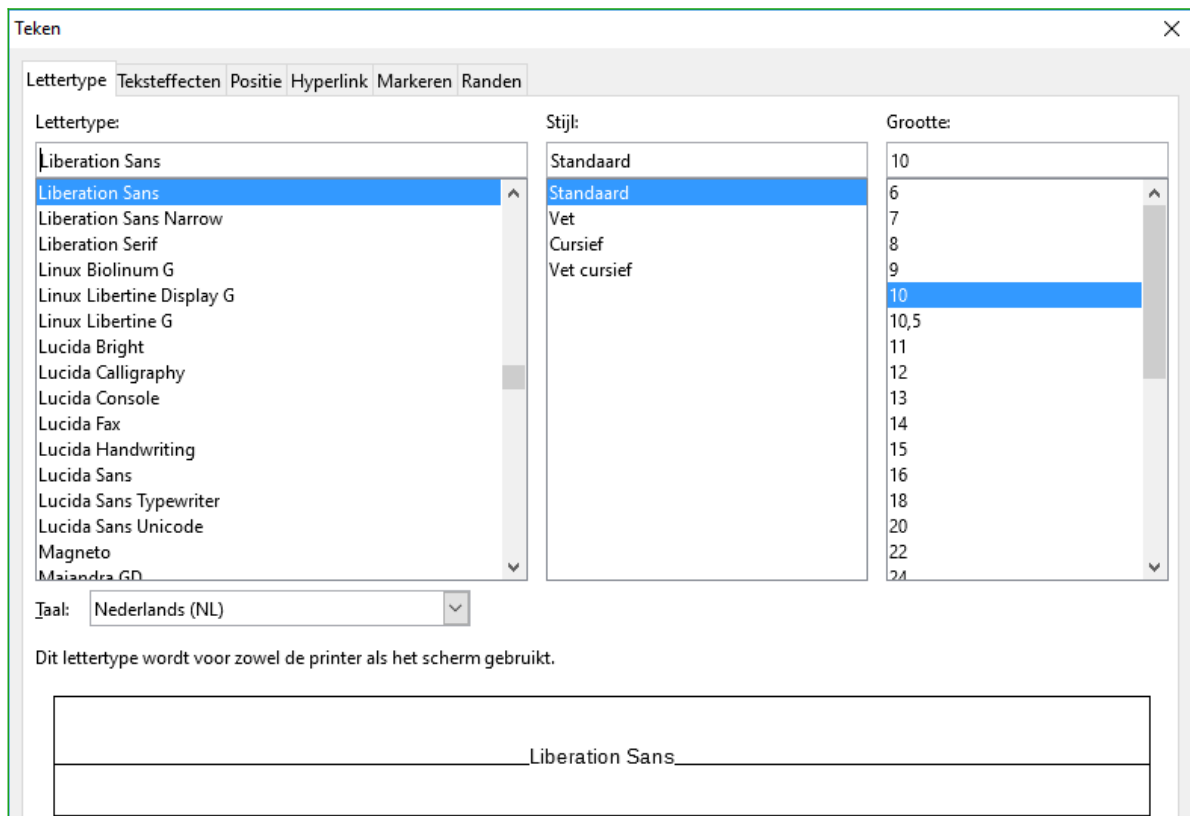 Teken
Lettertype Teksteffecten Positie Hyperlink Markeren Randen
Lettertype:
Liberation Sans
Liberation Sans
Liberation Sans Narrow
Liberation Serif
Linux Biolinum G
Linux Libertine Display G
Linux Libertine G
Lucida Bright
Lucida Calligraphy
Lucida Console
Lucida Fax
Lucida Handwriting
Lucida Sans
Lucida Sans Typewriter
Lucida Sans Unicode
Magneto
Maiandra GD
Stijl:
Standaard
Standaard
Vet
Cursief
Vet cursief
Grootte:
10
6
7
8
9
10
10,5
11
12
13
14
15
16
18
20
22
24
Taal: Nederlands (NL)
Dit lettertype wordt voor zowel de printer als het scherm gebruikt.
Liberation Sans